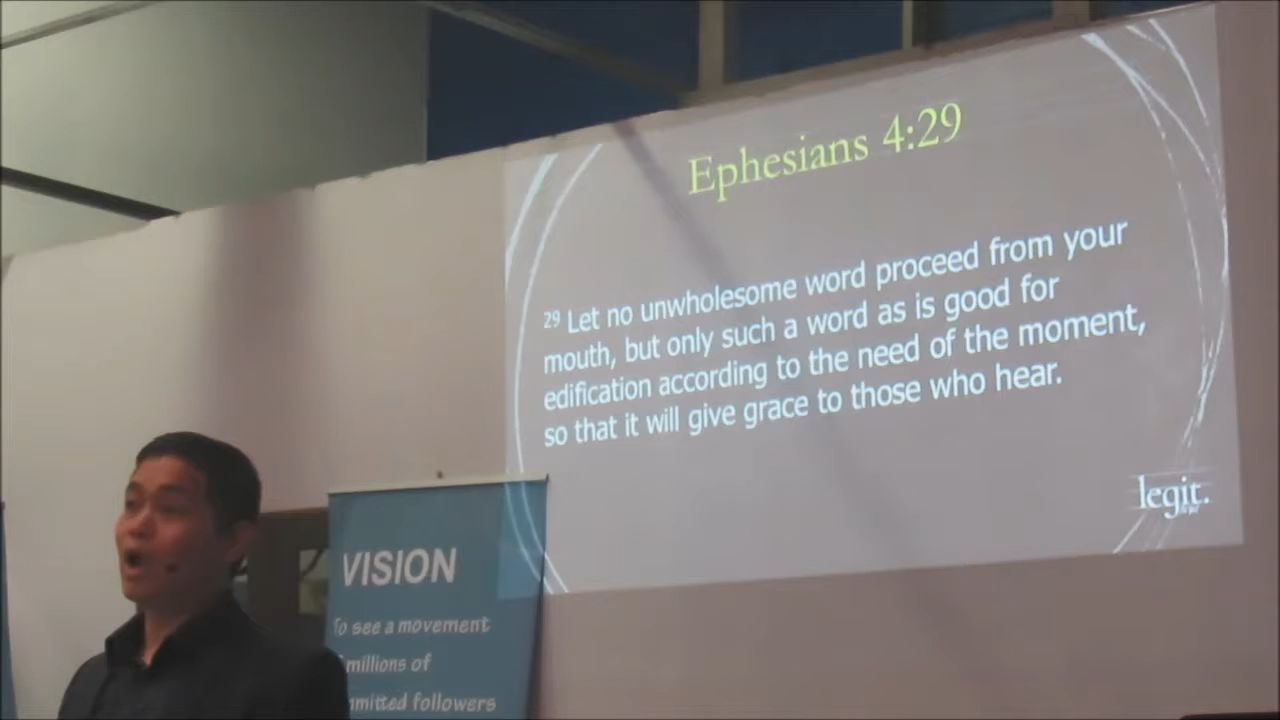 Ephesians 4:29
29 Let no unwholesome word proceed from your
mouth, but only such a word as is good for
edification according to the need of the moment,
so that it will give grace to those who hear.
legit.
VISION
To see a movement
millions of
followers